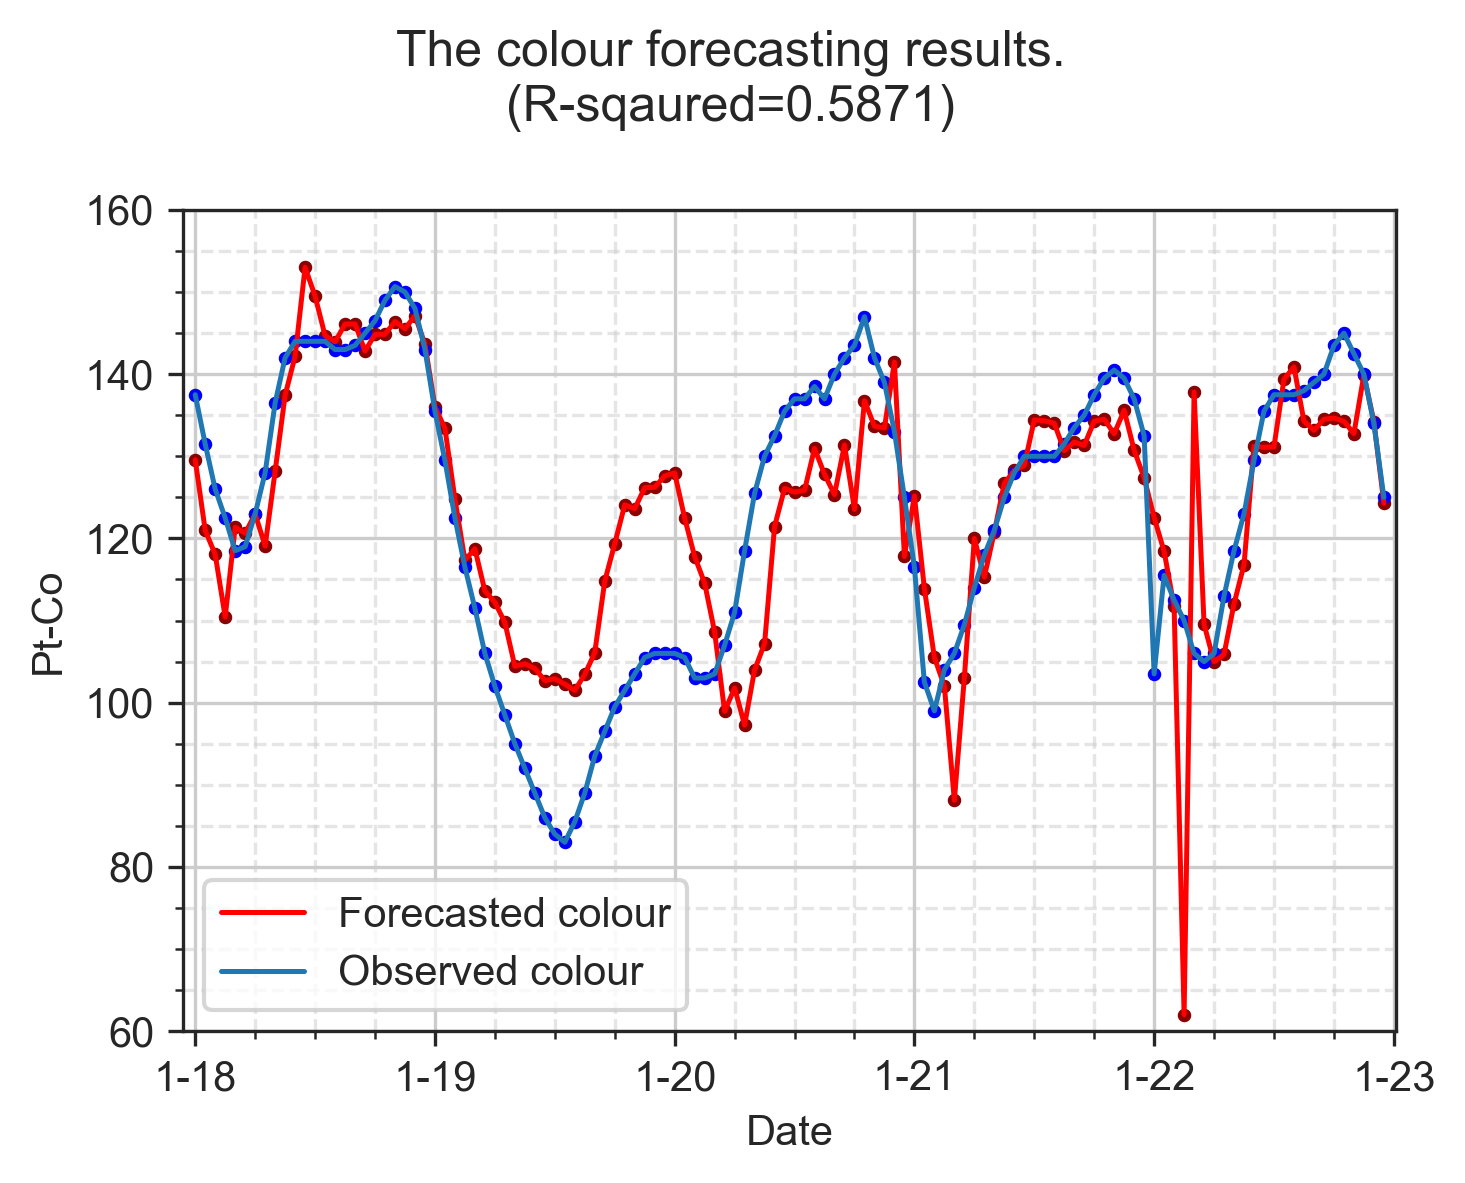 The colour forecasting results.
(R-sqaured=0.5871)
160
140
120
100
80
60
Pt-Co
Forecasted colour
Observed colour
1-18
1-19
1-20
1-21
1-22
1-23
Date